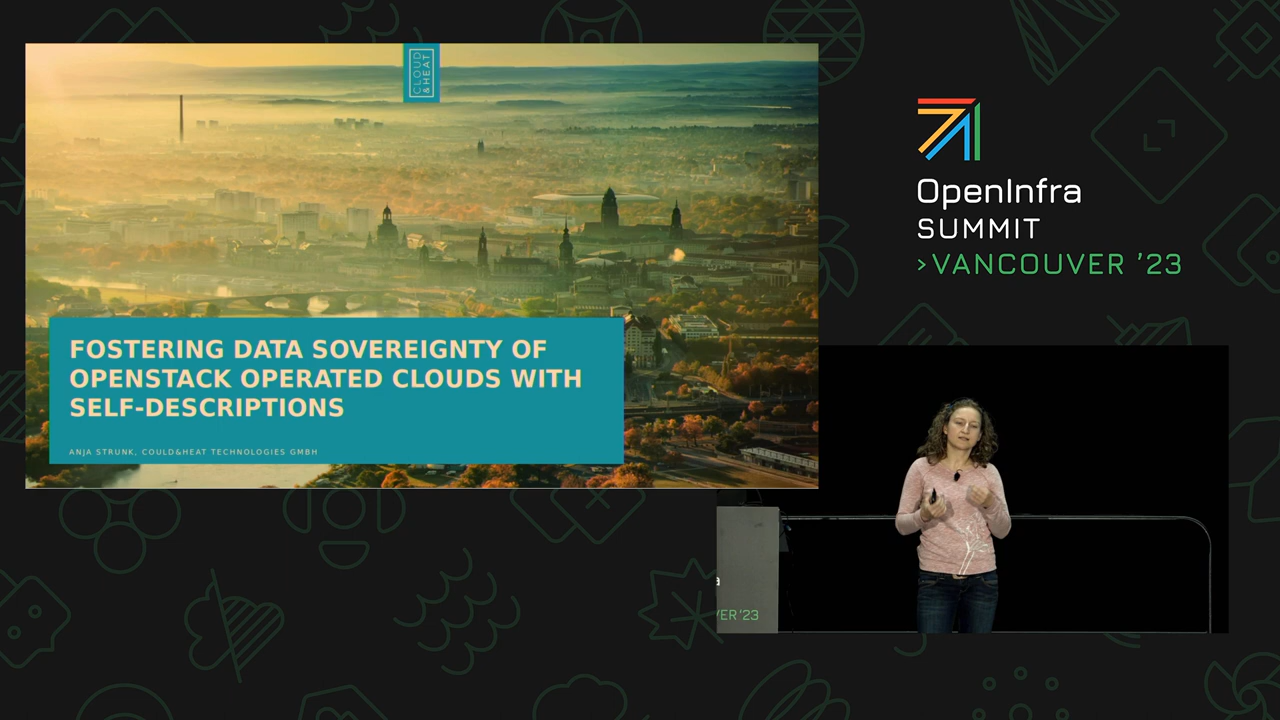 CLOUD
&HEAT
FOSTERING DATA SOVEREIGNTY OF
OPENSTACK OPERATED CLOUDS WITH
SELF-DESCRIPTIONS
ANJA STRUNK, COULD&HEAT TECHNOLOGIES GMBH
OpenInfra
SUMMIT
>VANCOUVER ’23
a
VER ’23